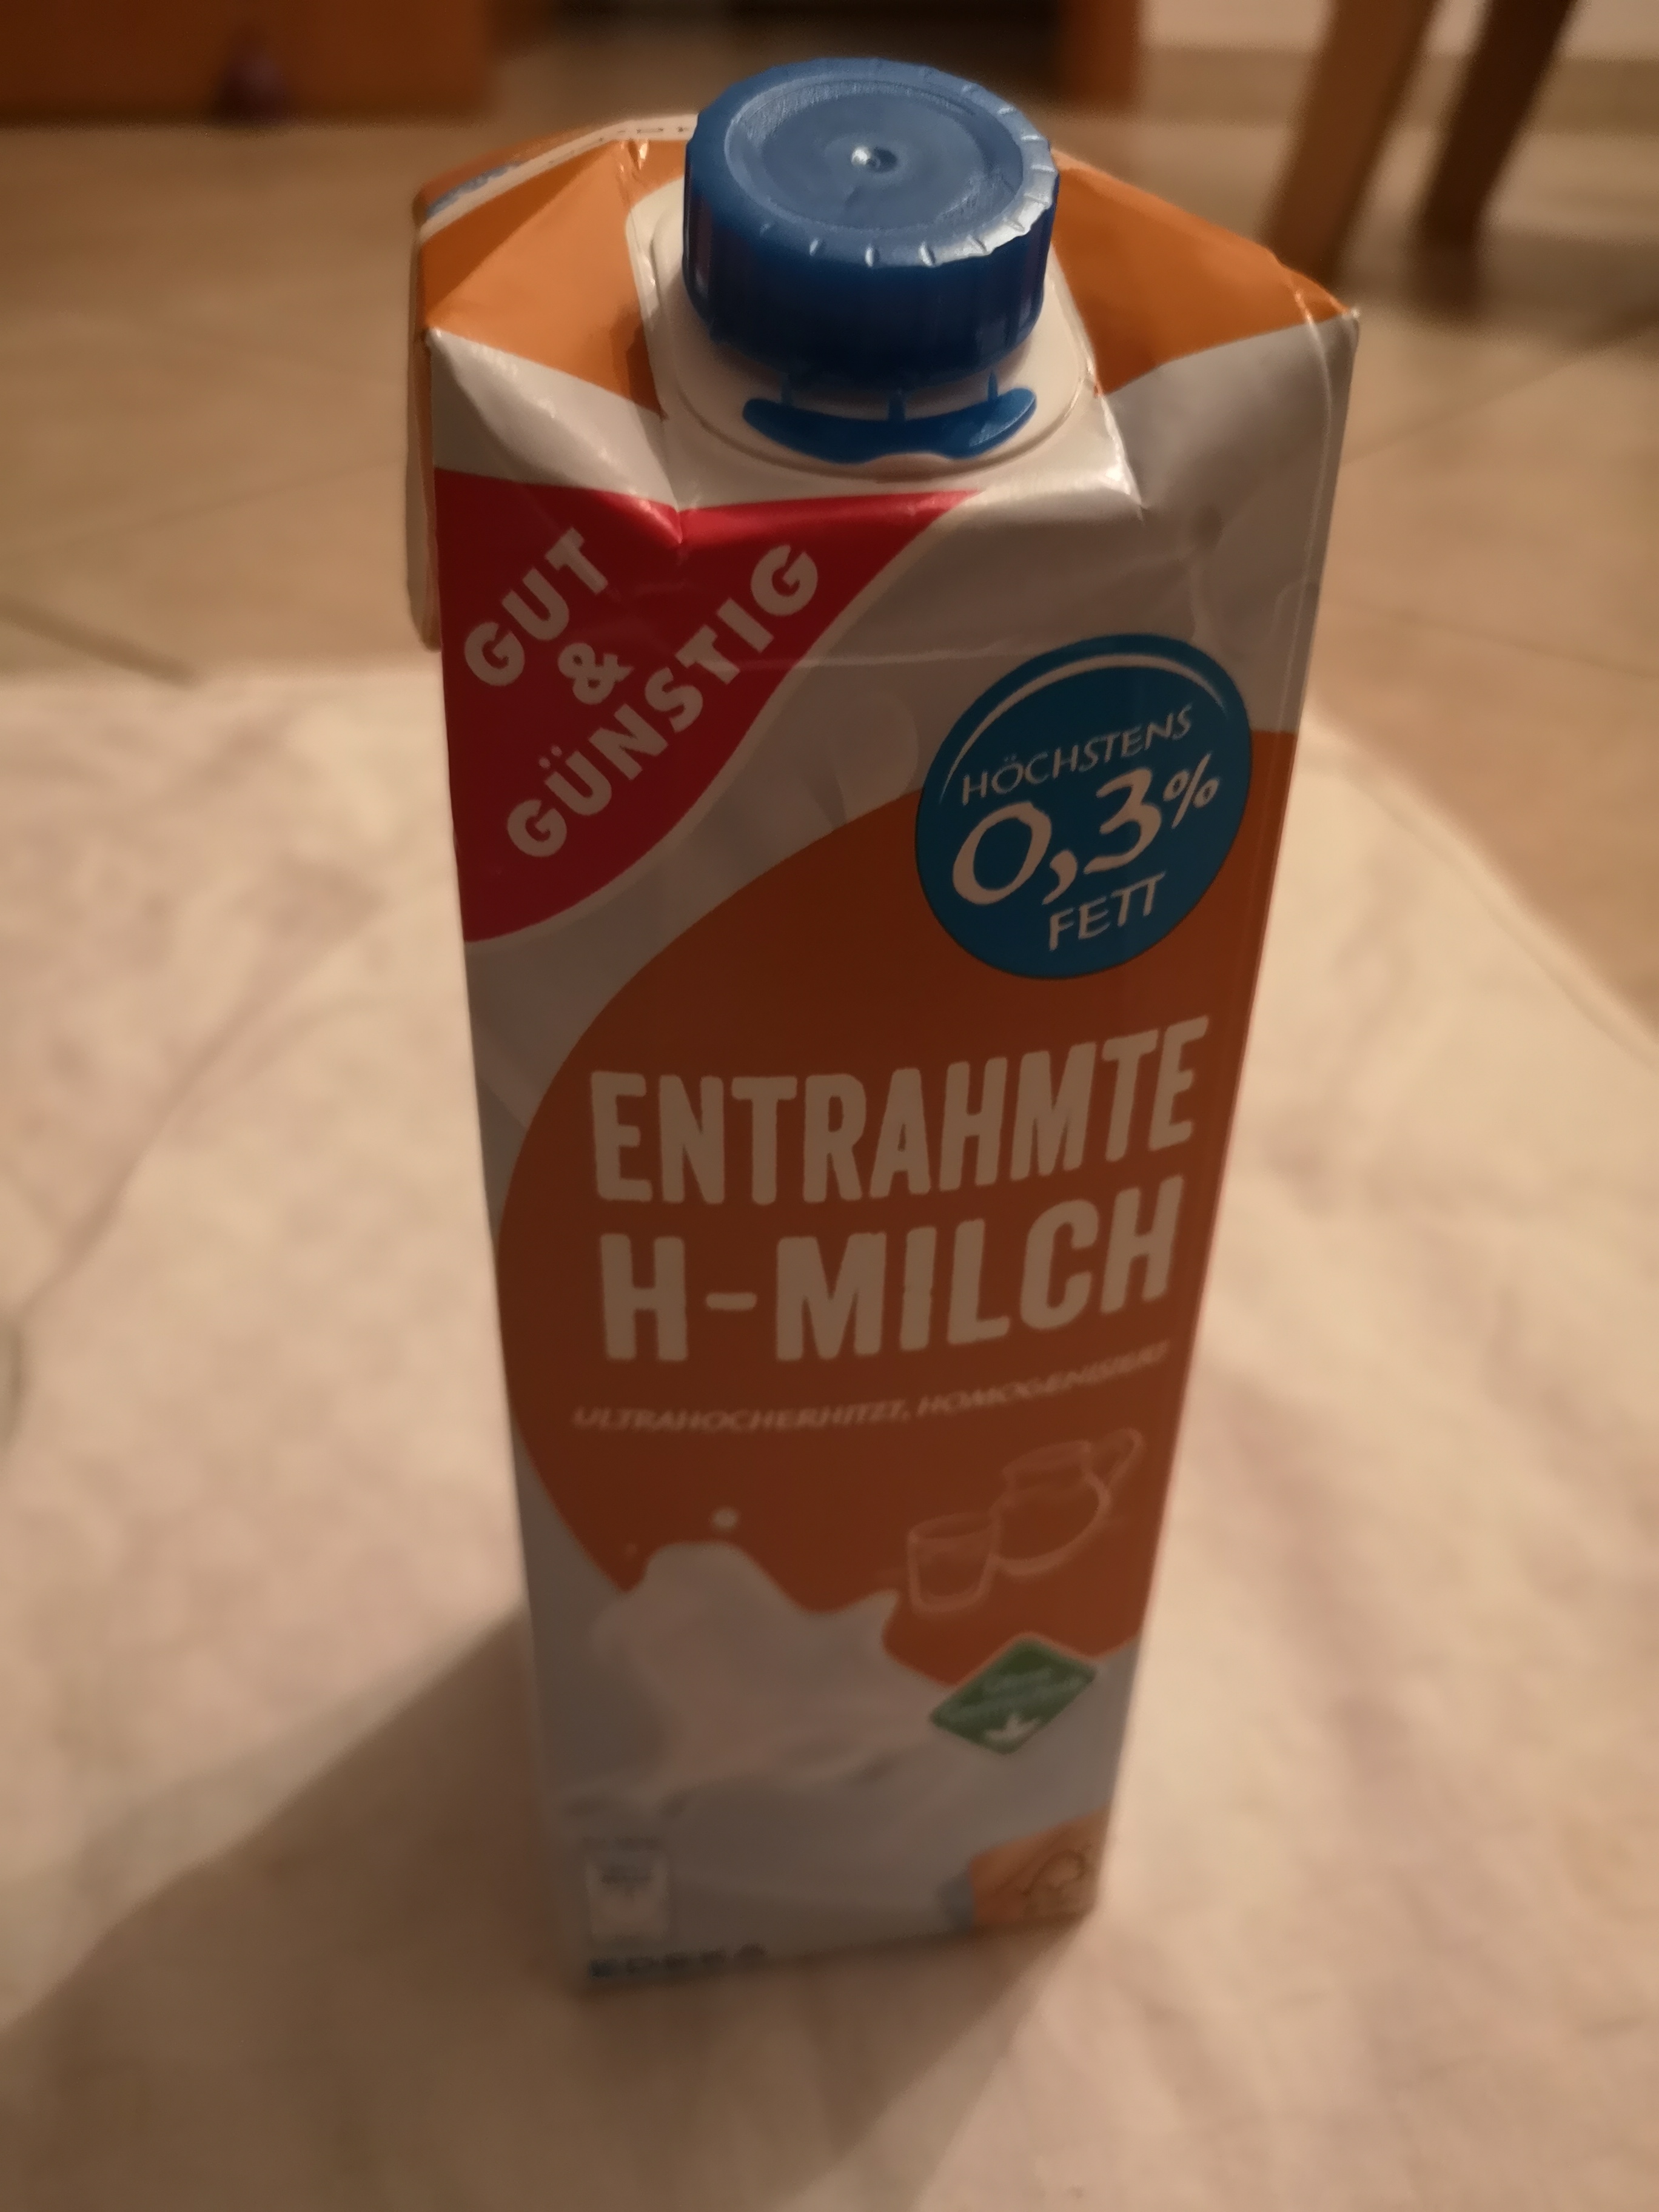 GUT
&
GÜNSTIG
HÖCHSTENS
0,3%
FETT
ENTRAHMTE
H-MILCH
ULTRAHOCHERHITZT, HOMOGENISIERT